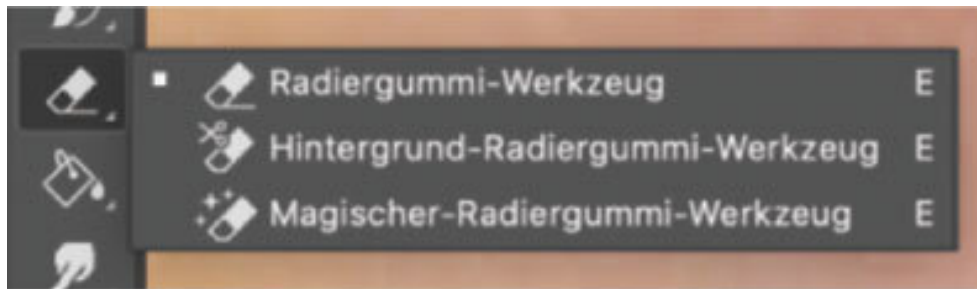 Radiergummi-Werkzeug E
Hintergrund-Radiergummi-Werkzeug E
Magischer-Radiergummi-Werkzeug E